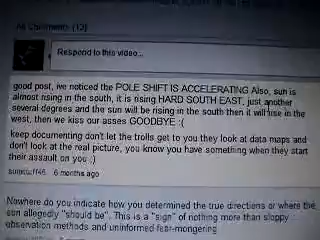 All Comments (13)
Respond to this video...
good post, ive noticed the POLE SHIFT IS ACCELERATING Also, sun is
almost rising in the south, it is rising HARD SOUTH EAST, just another
several degrees and the sun will be rising in the south then it will rise in the
west, then we kiss our asses GOODBYE :(
keep documenting don't let the trolls get to you they look at data maps and
don't look at the real picture, you know you have something when they start
their assault on you :)
6 months ago
Nowhere do you indicate how you determined the true directions or where the
sun allegedly "should be". This is a "sign" of nothing more than sloppy
observation methods and uninformed fear-mongering